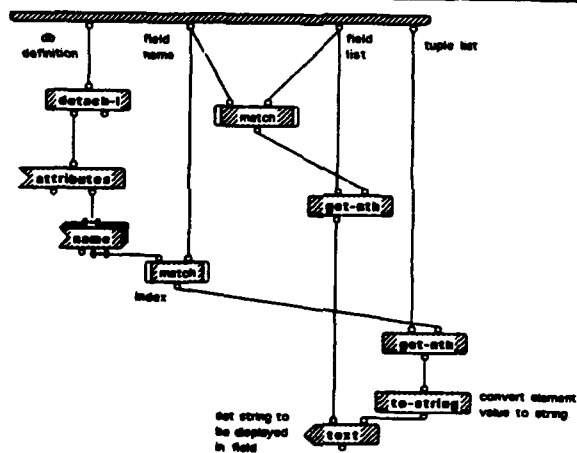 db
definition
field
name
field
list
tuple list
detach-l
match
attributes
get-nth
name
match
index
get-nth
to-string
convert element
value to string
set string to
be displayed
in field
text